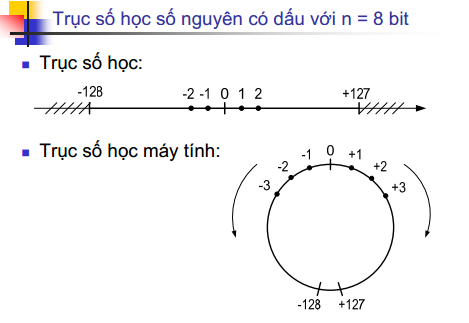 Trục số học số nguyên có dấu với n = 8 bit
Trục số học:
-128 -2 -1 0 1 2 +127
Trục số học máy tính:
0
-1 +1
-2 +2
-3 +3
-128 +127